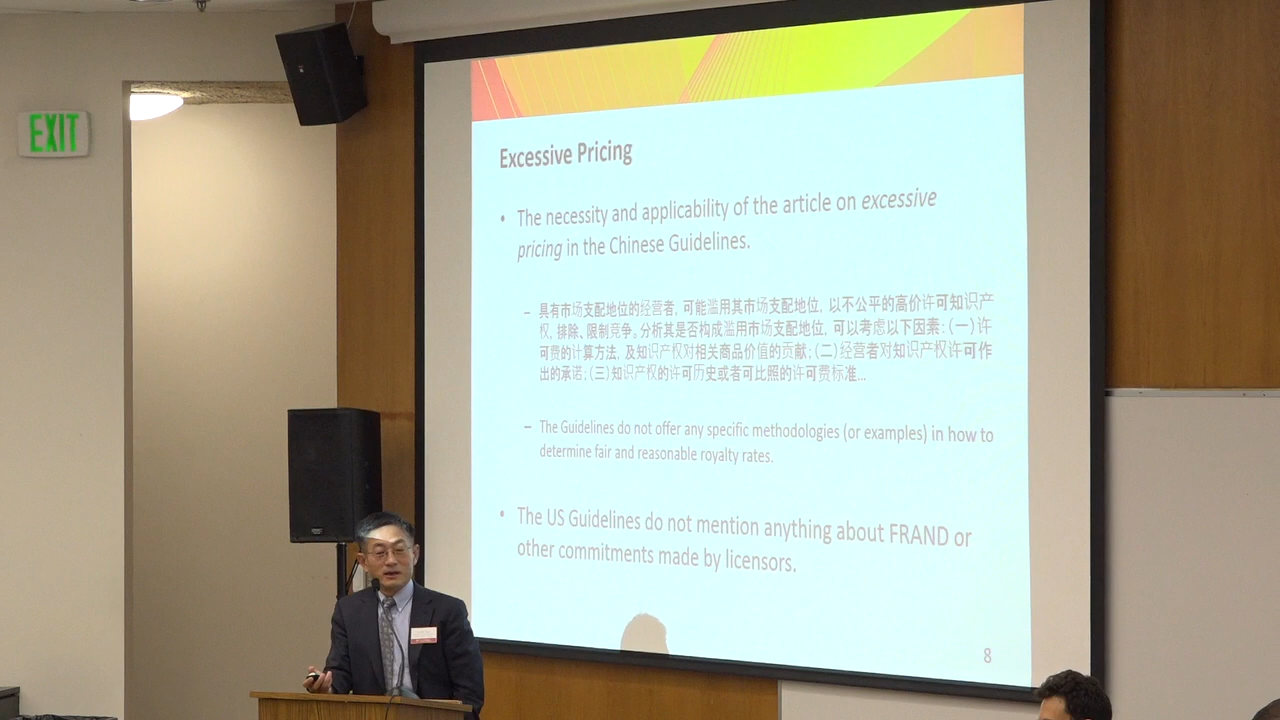 EXIT
Excessive Pricing
• The necessity and applicability of the article on excessive
pricing in the Chinese Guidelines.
– 具有市场支配地位的经营者, 可能滥用其市场支配地位, 以不公平的高价许可知识产
权, 排除、限制竞争。分析其是否构成滥用市场支配地位, 可以考虑以下因素:(一)许
可费的计算方法, 及知识产权对相关商品价值的贡献;(二)经营者对知识产权许可作
出的承诺;(三)知识产权的许可历史或者可比照的许可费标准...
– The Guidelines do not offer any specific methodologies (or examples) in how to
determine fair and reasonable royalty rates.
• The US Guidelines do not mention anything about FRAND or
other commitments made by licensors.
8